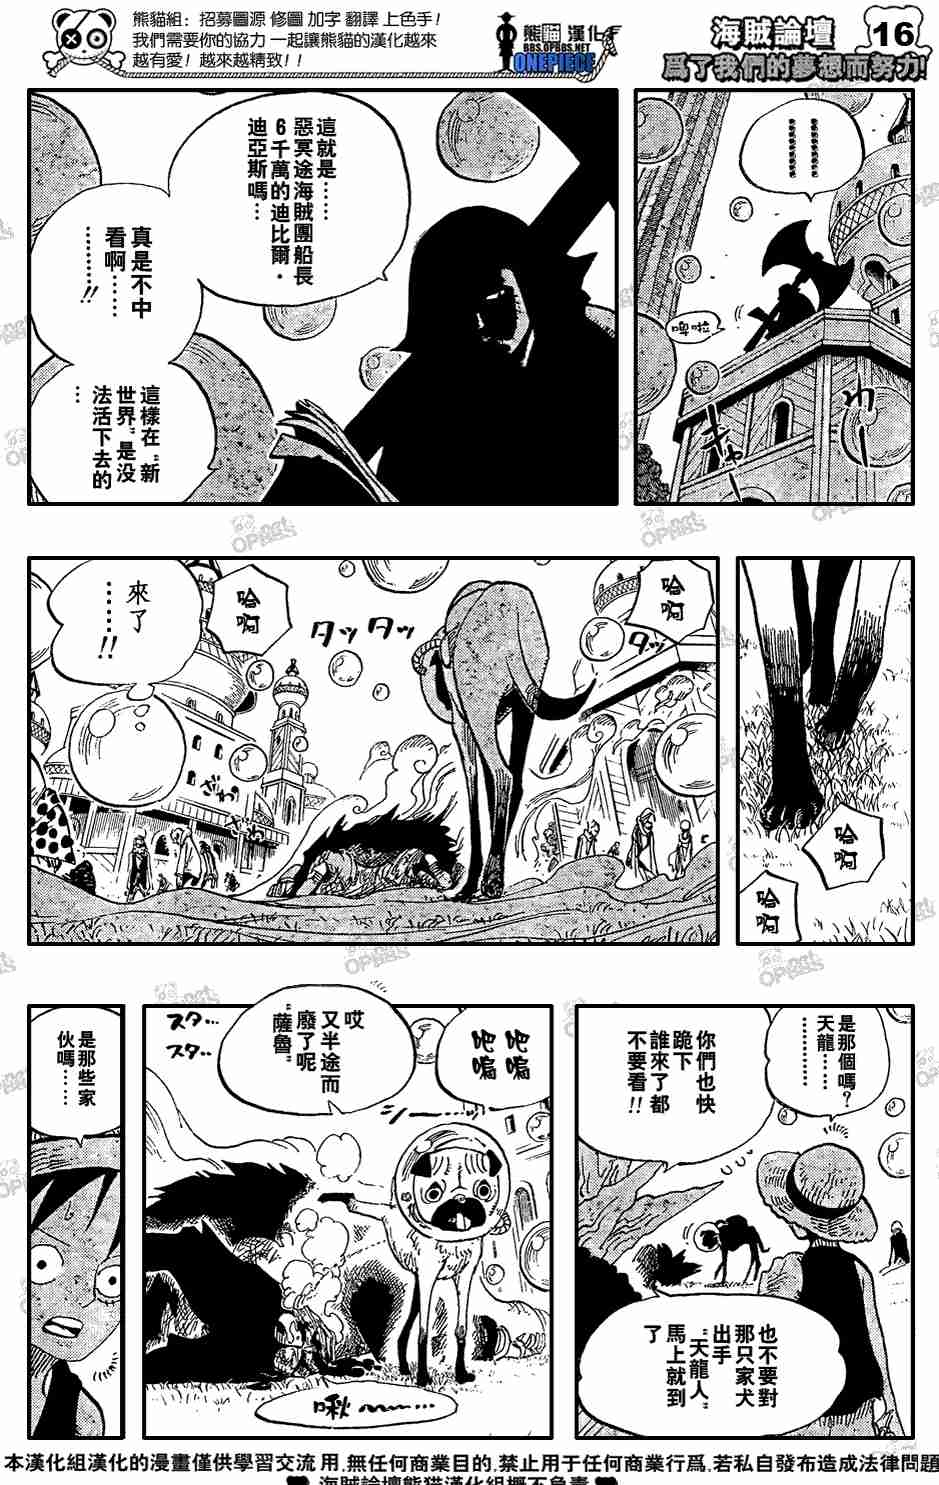 熊貓組：招募圖源 修圖 加字 翻譯 上色手！
我們需要你的協力 一起讓熊貓的漢化越來
越有愛！越來越精致！！
熊貓 漢化
BBS.OPBBS.NET
ONEPIECE
海賊論壇
爲了我們的夢想而努力!
16
……………
……………
啤啦
這就是……
惡冥途海賊團船長
6千萬的迪比爾・
迪亞斯嗎…
真是不中
看啊……
………!!
這樣在“新
世界”是没
法活下去的
…
哈
啊
哈
啊
哈
啊
哈
啊
タッタッ
タッ
來了
……!!
ざわ
ざわ
是那個嗎?
天龍………
你們也快
跪下
誰來了都
不要看!!
也不要對
那只家犬
出手
“天龍人”
馬上就到
了
吡嗚
吡嗚
哎
又半途而
廢了呢
“薩魯”
スタ…
スタ…
シー……
啾～……
是那些家
伙嗎……
本漢化組漢化的漫畫僅供學習交流用,無任何商業目的,禁止用于任何商業行爲,若私自發布造成法律問題
海賊論壇熊猫漢化組概不負責